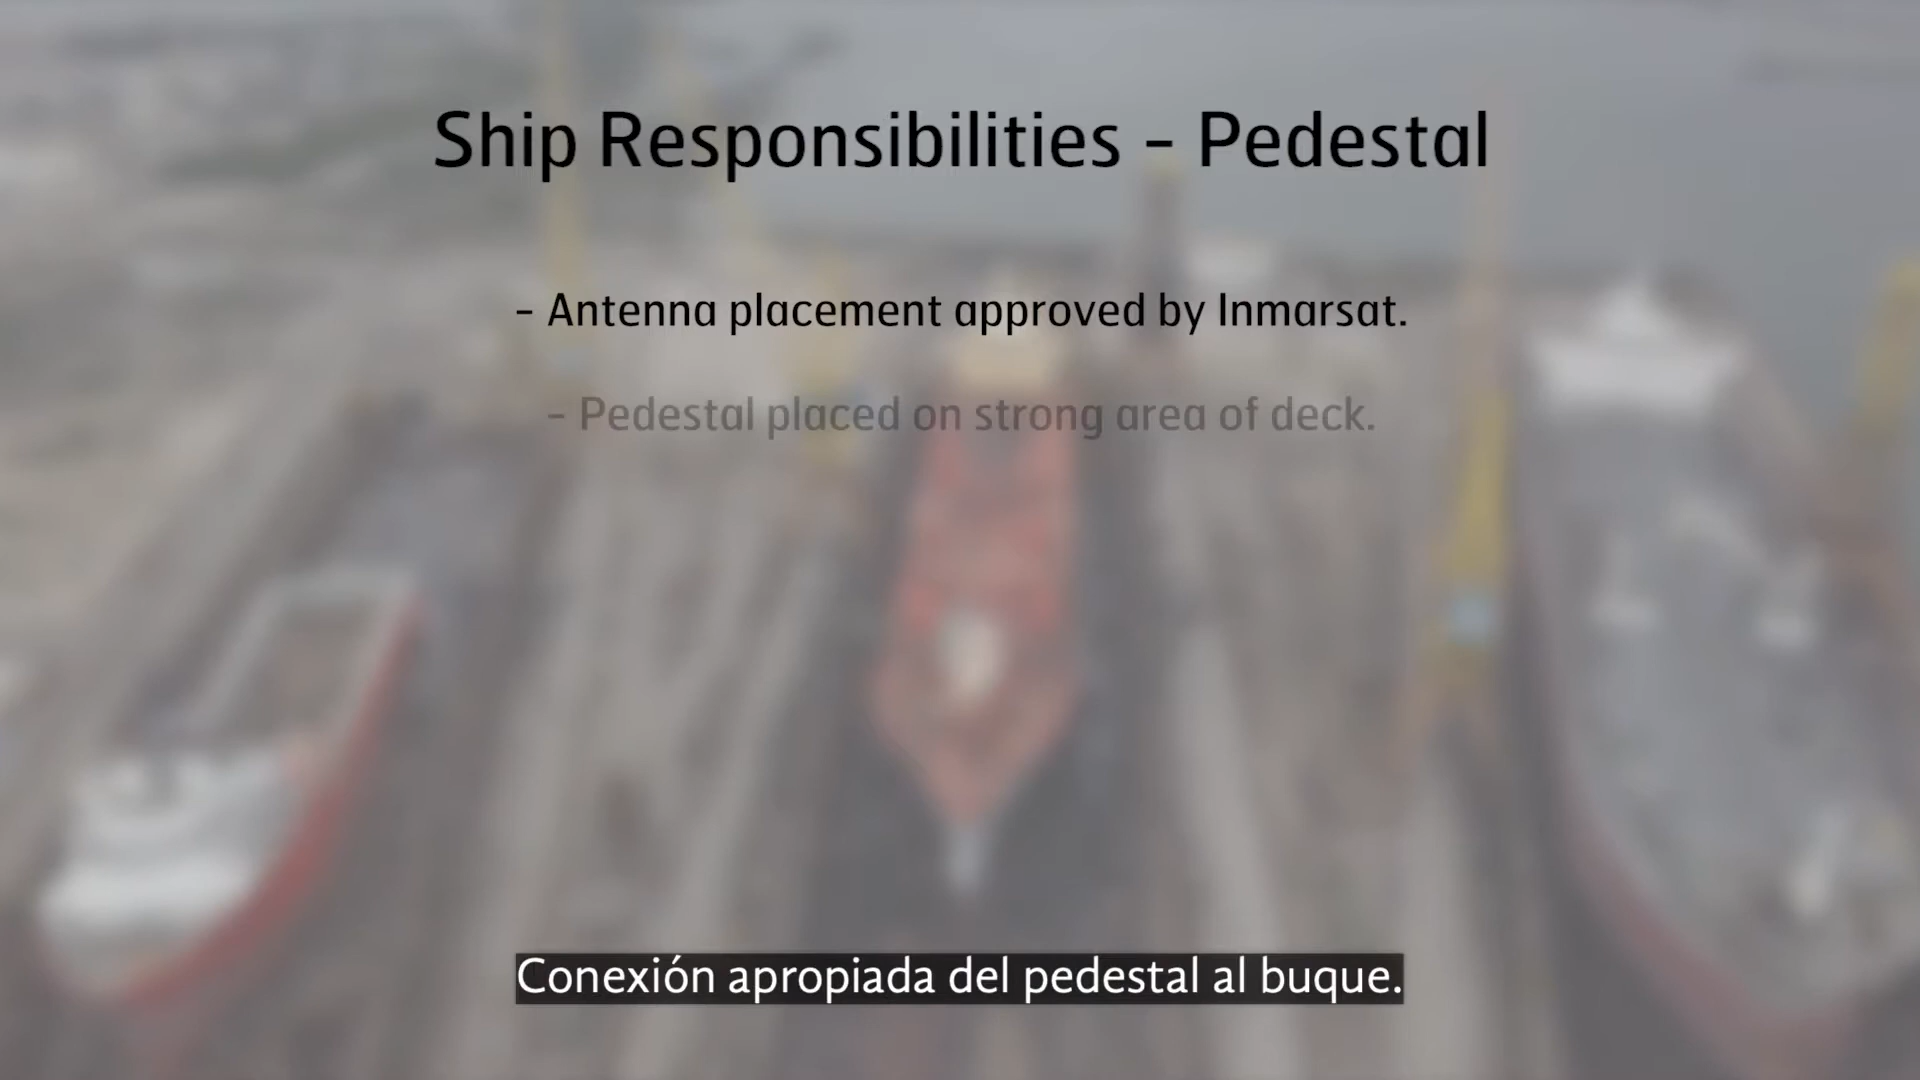 Ship Responsibilities - Pedestal
- Antenna placement approved by Inmarsat.
- Pedestal placed on strong area of deck.
Conexión apropiada del pedestal al buque.